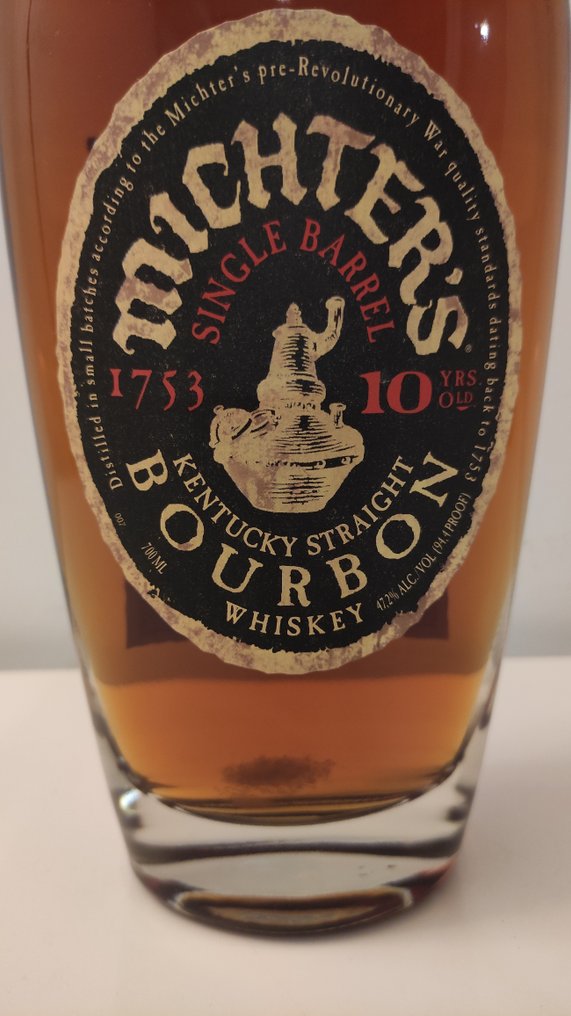 Distilled in small batches according to the Michter's pre-Revolutionary War quality standards dating back to 1753
MICHTER'S®
SINGLE BARREL
1753
10 YRS.
OLD
KENTUCKY STRAIGHT
BOURBON
WHISKEY
007
700 ML
47.2% ALC./VOL (94.4 PROOF)